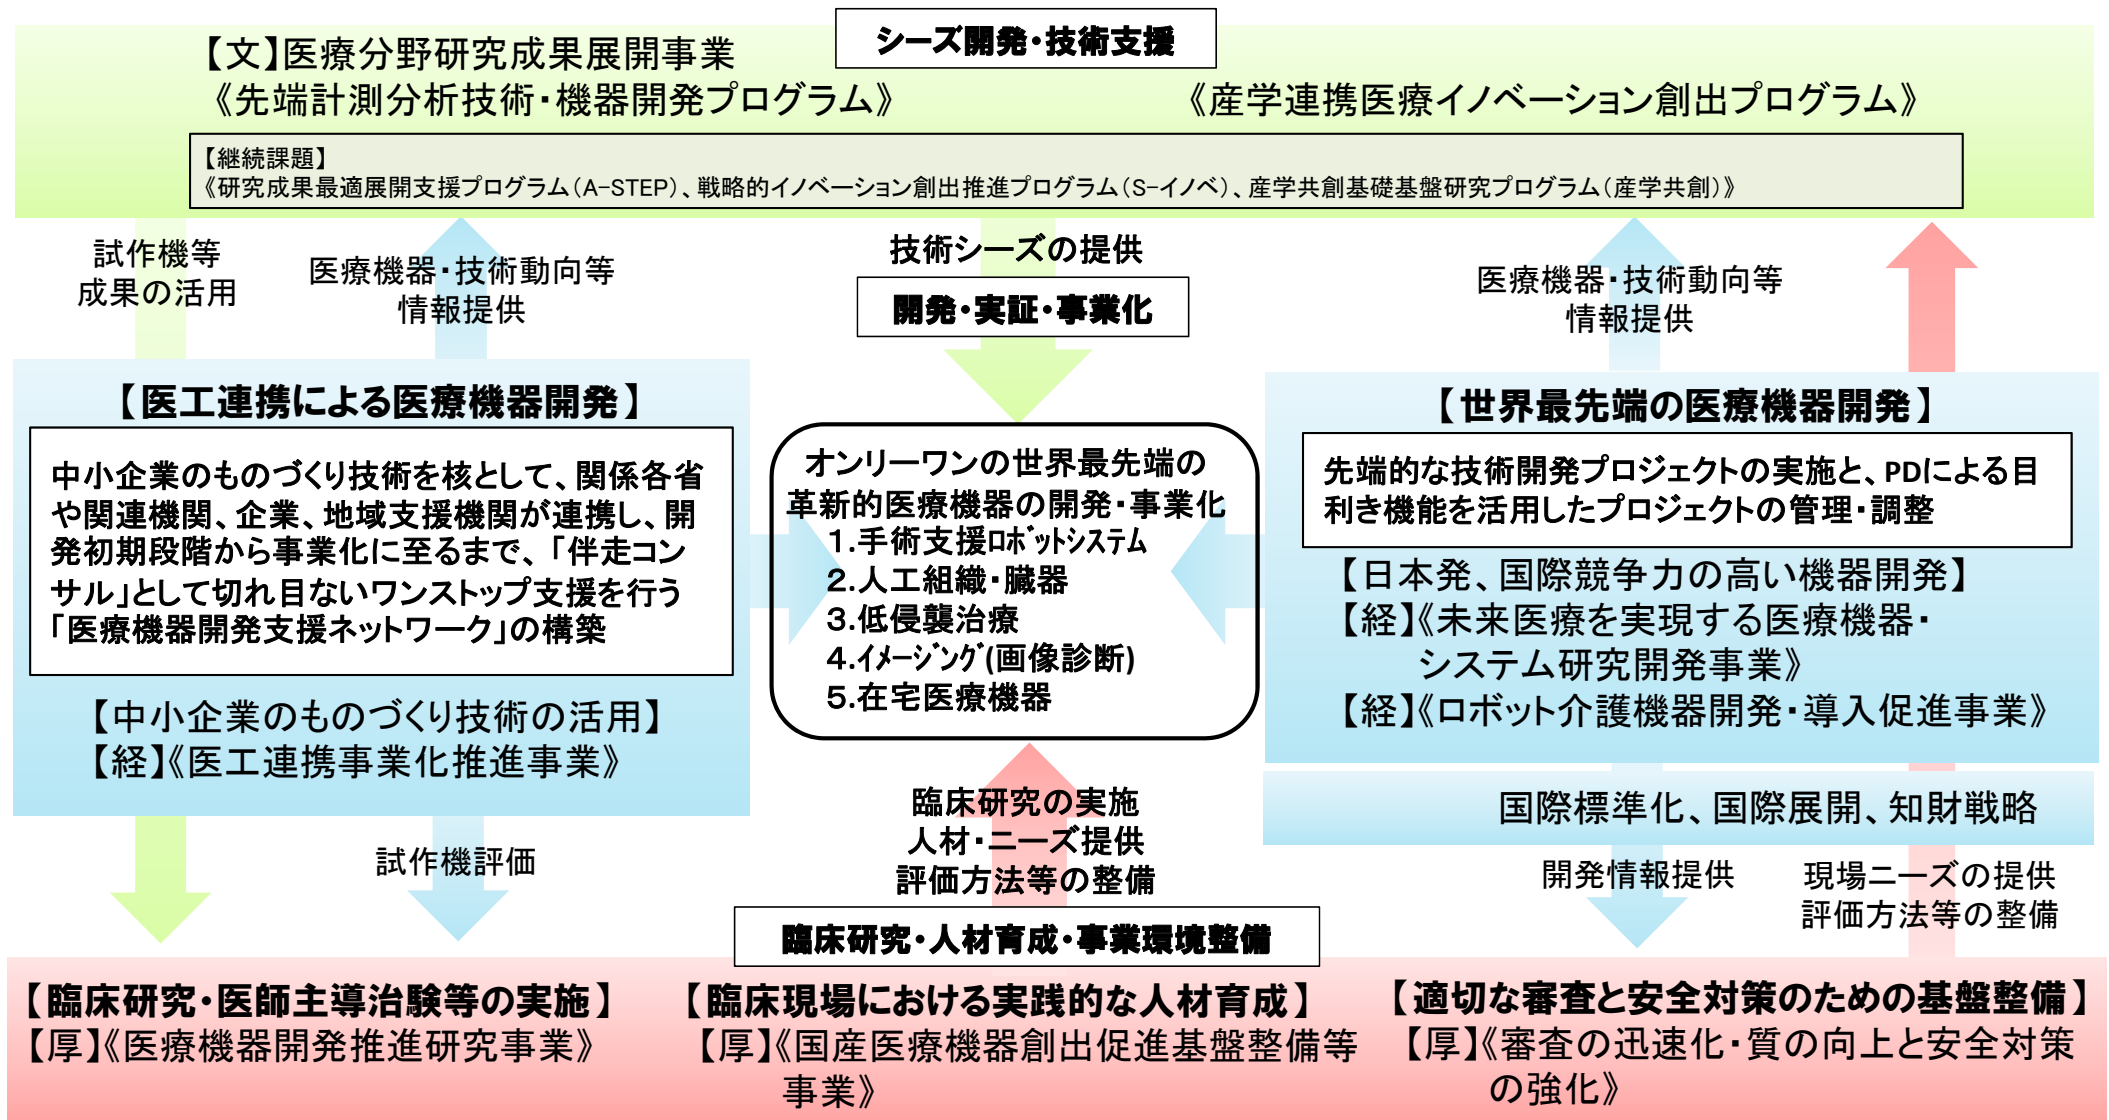 シーズ開発・技術支援
【文】医療分野研究成果展開事業
《先端計測分析技術・機器開発プログラム》
《産学連携医療イノベーション創出プログラム》
【継続課題】
《研究成果最適展開支援プログラム(A-STEP)、戦略的イノベーション創出推進プログラム(S-イノベ)、産学共創基礎基盤研究プログラム(産学共創)》
試作機等
成果の活用
医療機器・技術動向等
情報提供
技術シーズの提供
開発・実証・事業化
医療機器・技術動向等
情報提供
【医工連携による医療機器開発】
中小企業のものづくり技術を核として、関係各省
や関連機関、企業、地域支援機関が連携し、開
発初期段階から事業化に至るまで、「伴走コン
サル」として切れ目ないワンストップ支援を行う
「医療機器開発支援ネットワーク」の構築
【中小企業のものづくり技術の活用】
【経】《医工連携事業化推進事業》
オンリーワンの世界最先端の
革新的医療機器の開発・事業化
1.手術支援ロボットシステム
2.人工組織・臓器
3.低侵襲治療
4.イメージング(画像診断)
5.在宅医療機器
【世界最先端の医療機器開発】
先端的な技術開発プロジェクトの実施と、PDによる目
利き機能を活用したプロジェクトの管理・調整
【日本発、国際競争力の高い機器開発】
【経】《未来医療を実現する医療機器・
システム研究開発事業》
【経】《ロボット介護機器開発・導入促進事業》
国際標準化、国際展開、知財戦略
試作機評価
臨床研究の実施
人材・ニーズ提供
評価方法等の整備
開発情報提供
現場ニーズの提供
評価方法等の整備
臨床研究・人材育成・事業環境整備
【臨床研究・医師主導治験等の実施】
【厚】《医療機器開発推進研究事業》
【臨床現場における実践的な人材育成】
【厚】《国産医療機器創出促進基盤整備等
事業》
【適切な審査と安全対策のための基盤整備】
【厚】《審査の迅速化・質の向上と安全対策
の強化》